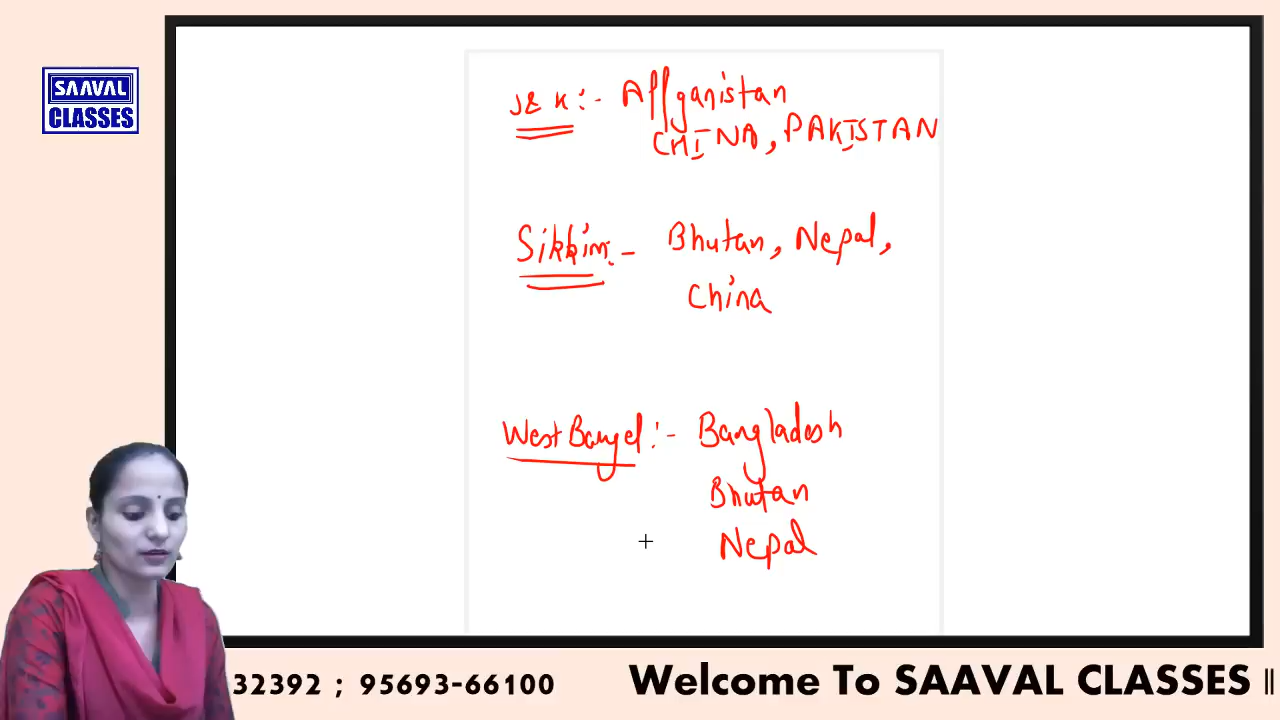 SAAVAL
CLASSES
J & K :- Affganistan
CHINA, PAKISTAN
Sikkim - Bhutan, Nepal,
China
West Bangel :- Bangladesh
Bhutan
Nepal
32392 ; 95693-66100 Welcome To SAAVAL CLASSES ||